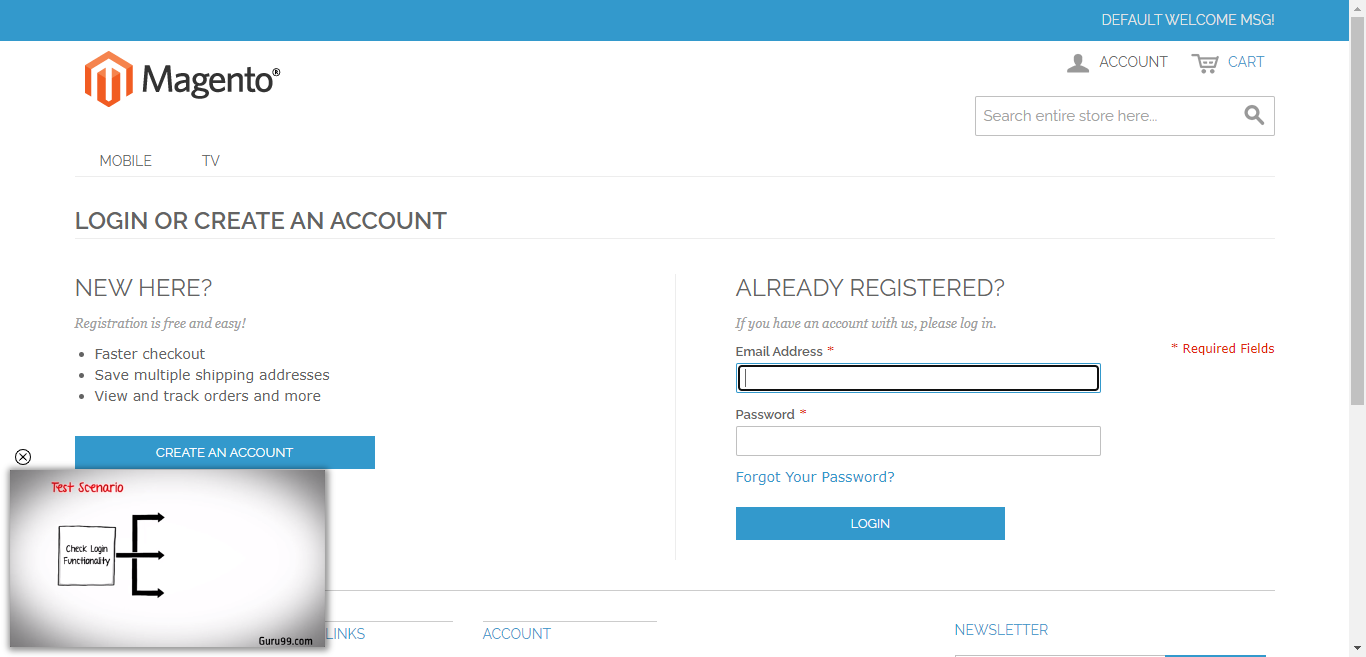 DEFAULT WELCOME MSG!
Magento®
ACCOUNT
CART
Search entire store here...
MOBILE
TV
LOGIN OR CREATE AN ACCOUNT
NEW HERE?
Registration is free and easy!
Faster checkout
Save multiple shipping addresses
View and track orders and more
CREATE AN ACCOUNT
ALREADY REGISTERED?
If you have an account with us, please log in.
* Required Fields
Email Address *
Password *
Forgot Your Password?
LOGIN
Test Scenario
Check Login
Functionality
Guru99.com
LINKS
ACCOUNT
NEWSLETTER